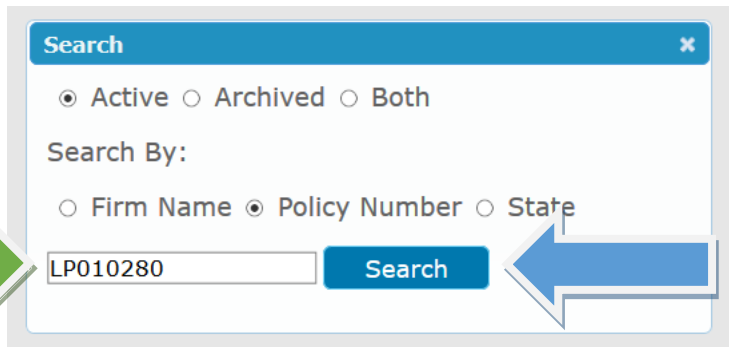 Search
Active Archived Both
Search By:
Firm Name Policy Number State
LP010280 Search